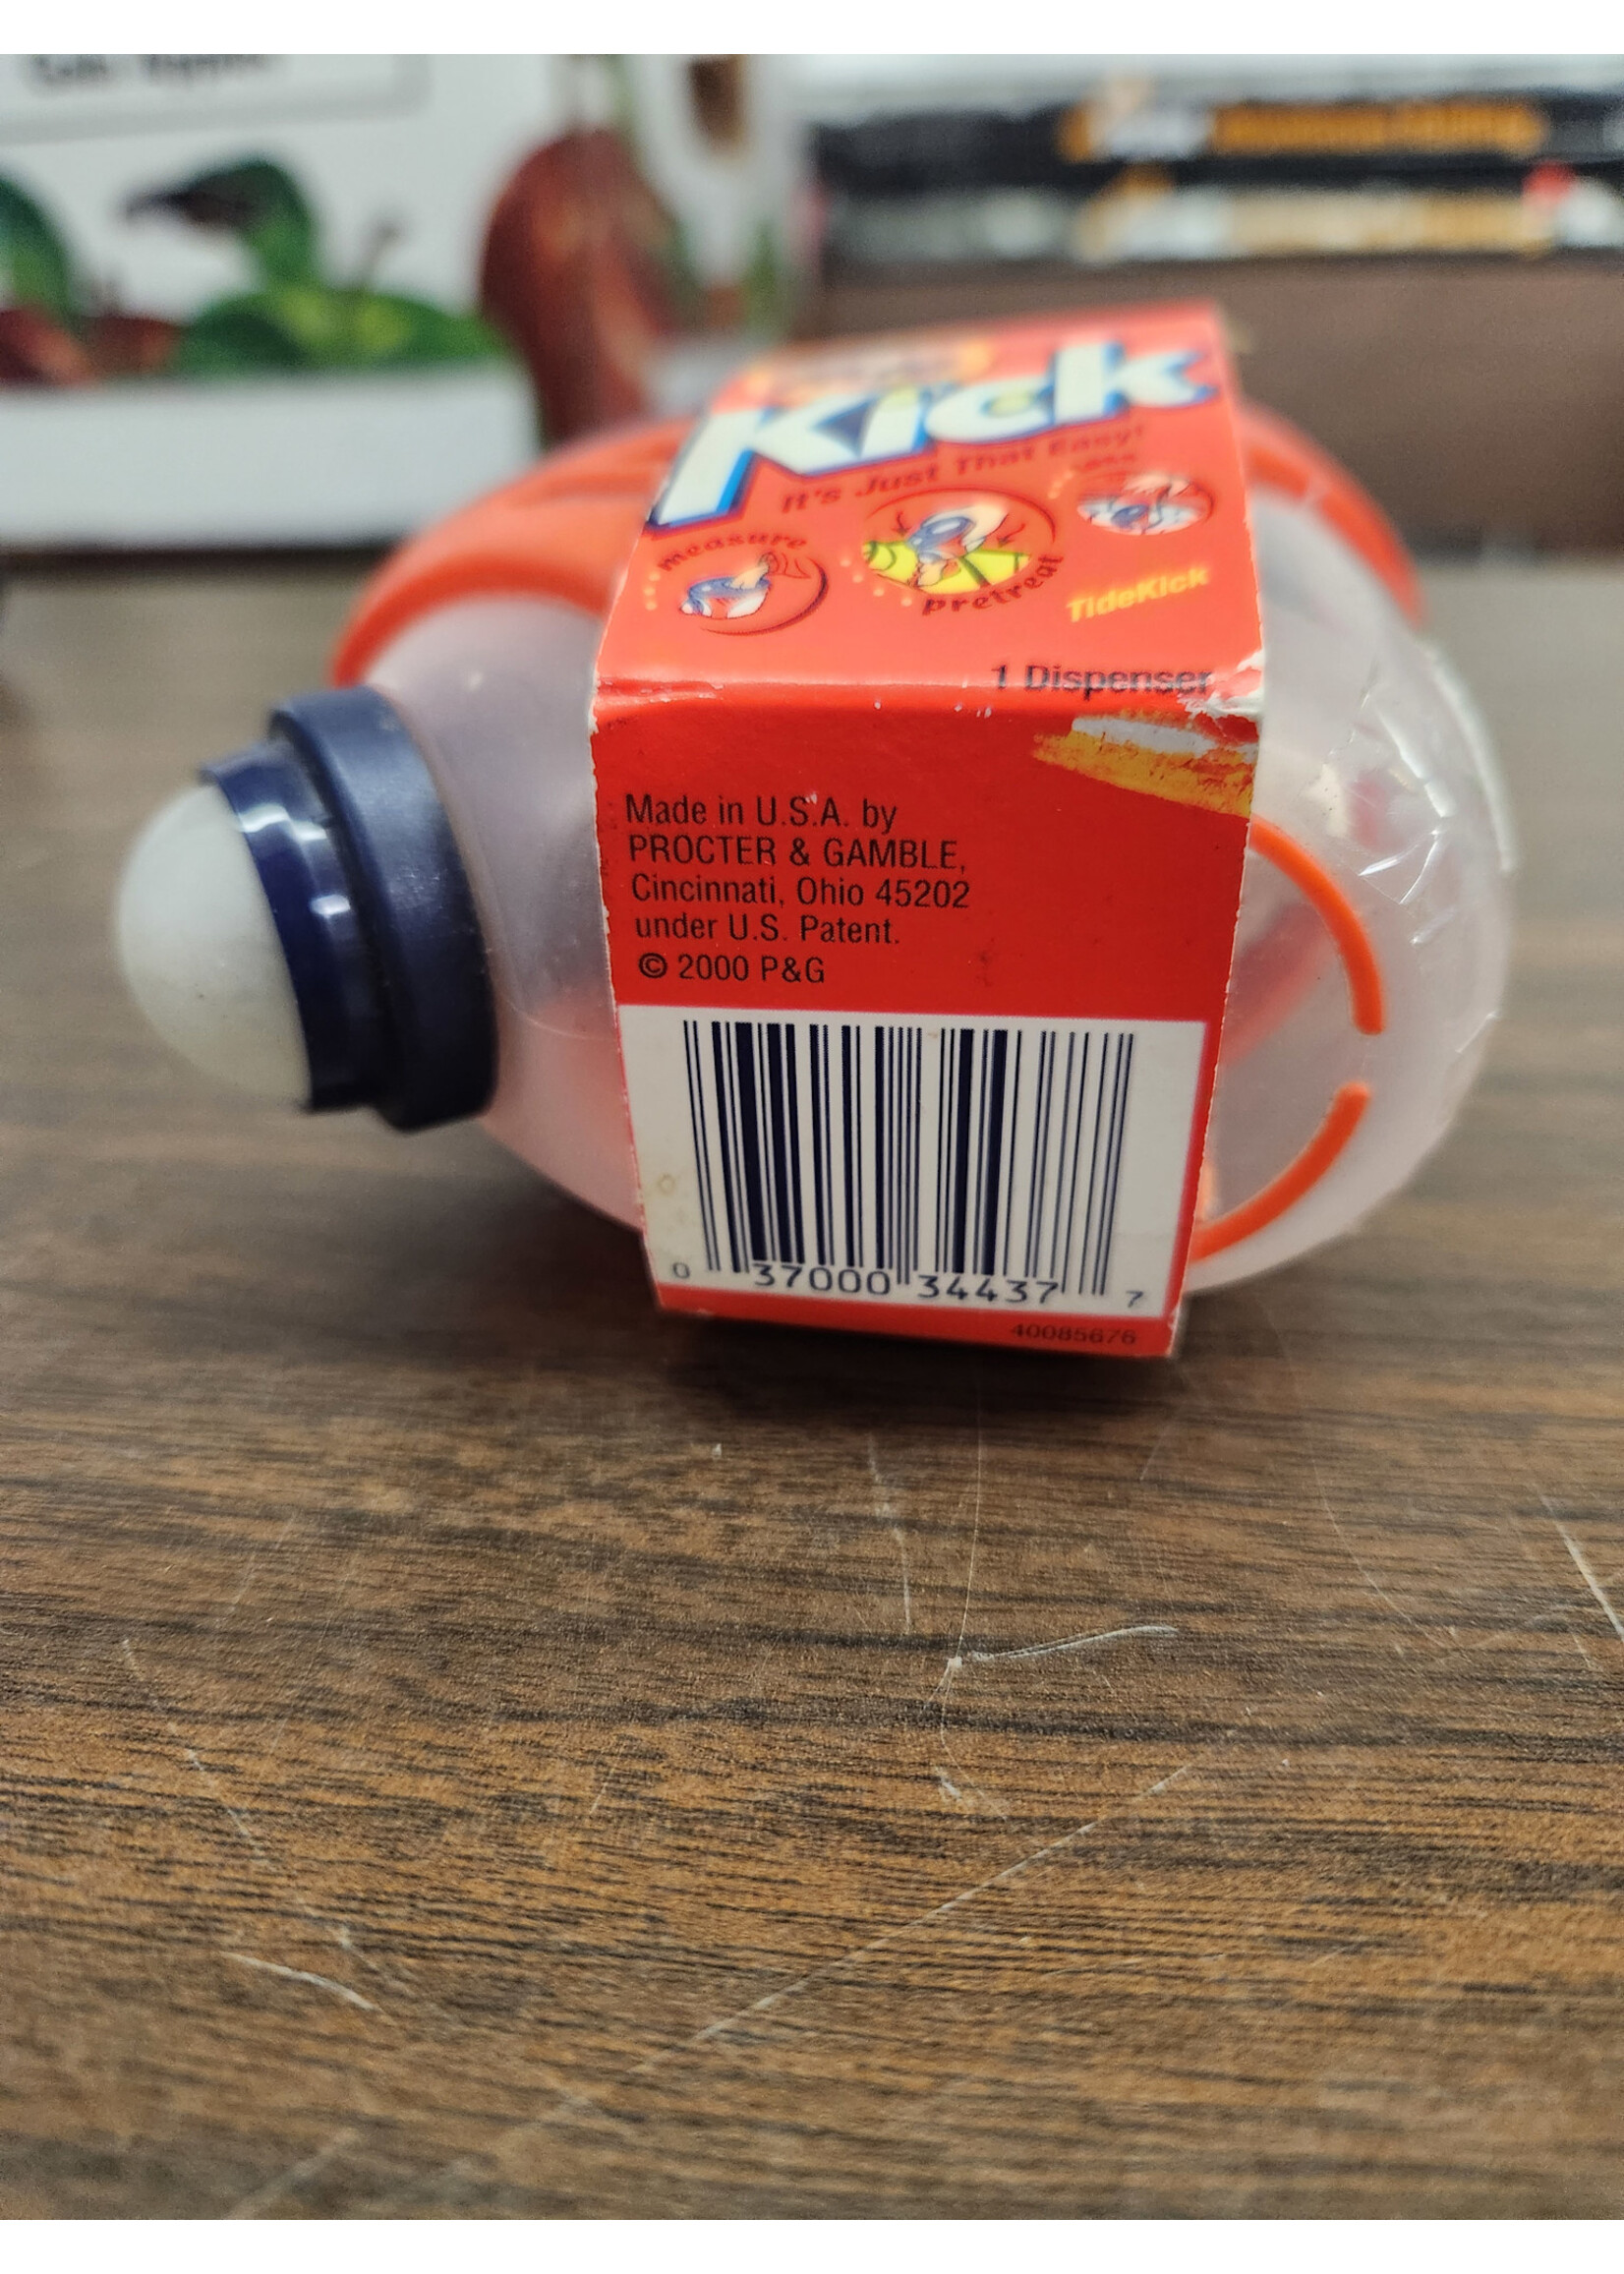 Kick
It's Just That Easy!
measure
pretreat
TideKick
1 Dispenser
Made in U.S.A. by
PROCTER & GAMBLE,
Cincinnati, Ohio 45202
under U.S. Patent.
© 2000 P&G
0 37000 34437 7
40085676